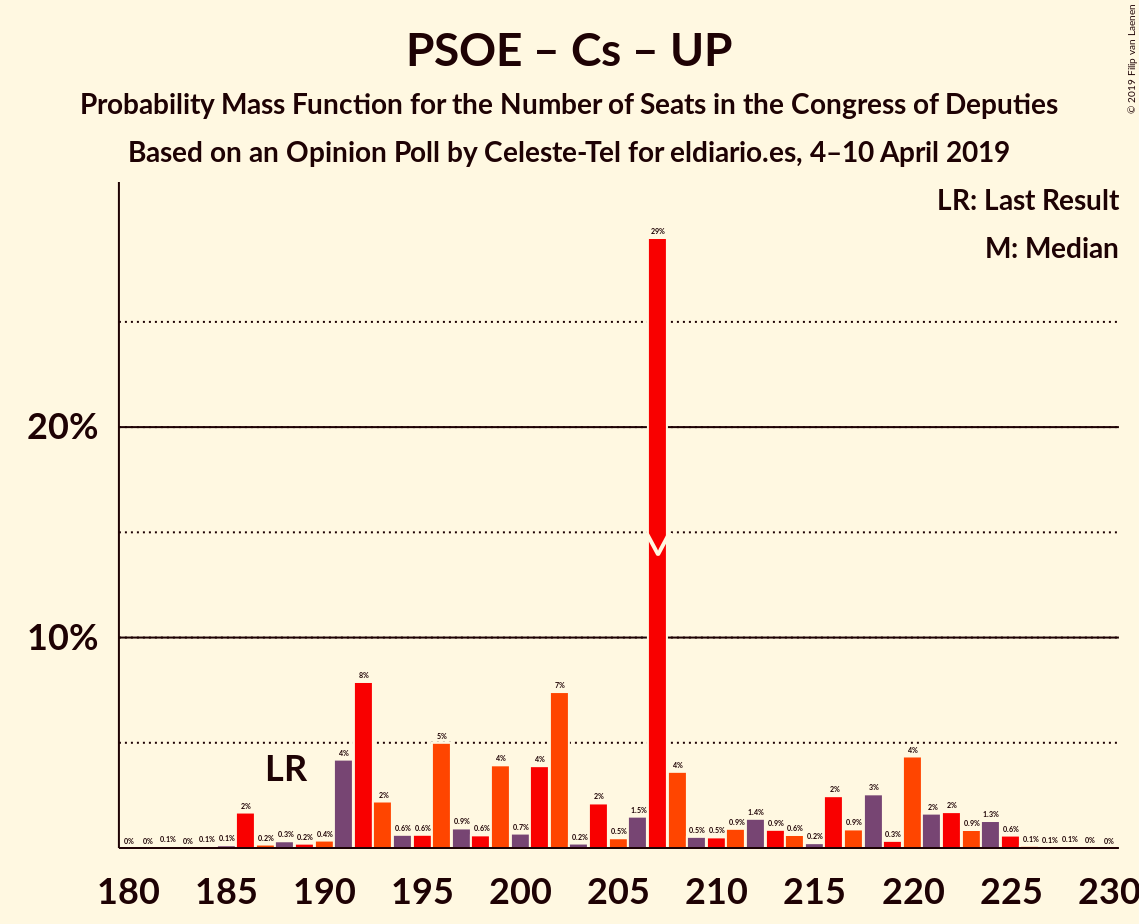 PSOE – Cs – UP
Probability Mass Function for the Number of Seats in the Congress of Deputies
Based on an Opinion Poll by Celeste-Tel for eldiario.es, 4–10 April 2019
© 2019 Filip van Laenen
LR: Last Result
M: Median
20%
10%
LR
0% 0% 0.1% 0% 0.1% 0.1% 2% 0.2% 0.3% 0.2% 0.4% 4% 8% 2% 0.6% 0.6% 5% 0.9% 0.6% 4% 0.7% 4% 7% 0.2% 2% 0.5% 1.5% 29% 4% 0.5% 0.5% 0.9% 1.4% 0.9% 0.6% 0.2% 2% 0.9% 3% 0.3% 4% 2% 2% 0.9% 1.3% 0.6% 0.1% 0.1% 0.1% 0% 0%
180 185 190 195 200 205 210 215 220 225 230